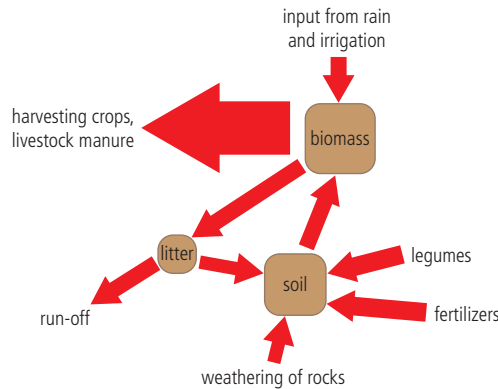 input from rain
and irrigation
harvesting crops,
livestock manure
biomass
litter
legumes
soil
run-off
fertilizers
weathering of rocks